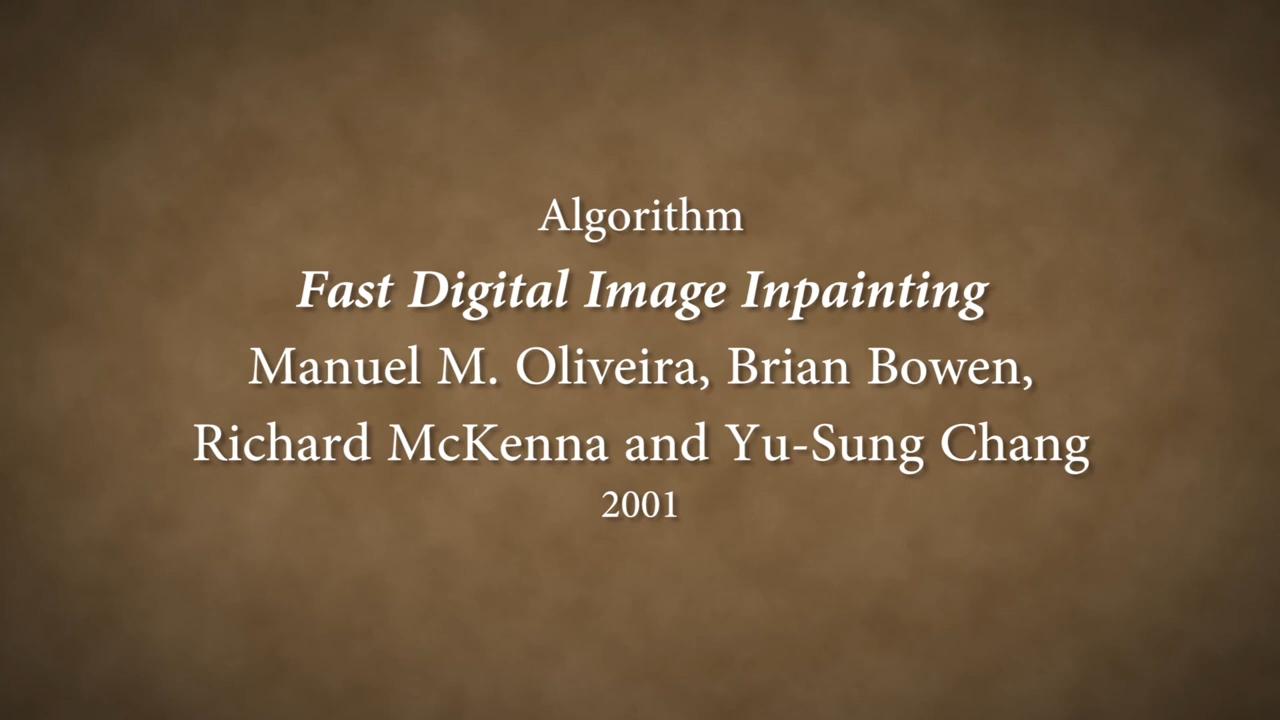 Algorithm
Fast Digital Image Inpainting
Manuel M. Oliveira, Brian Bowen,
Richard McKenna and Yu-Sung Chang
2001